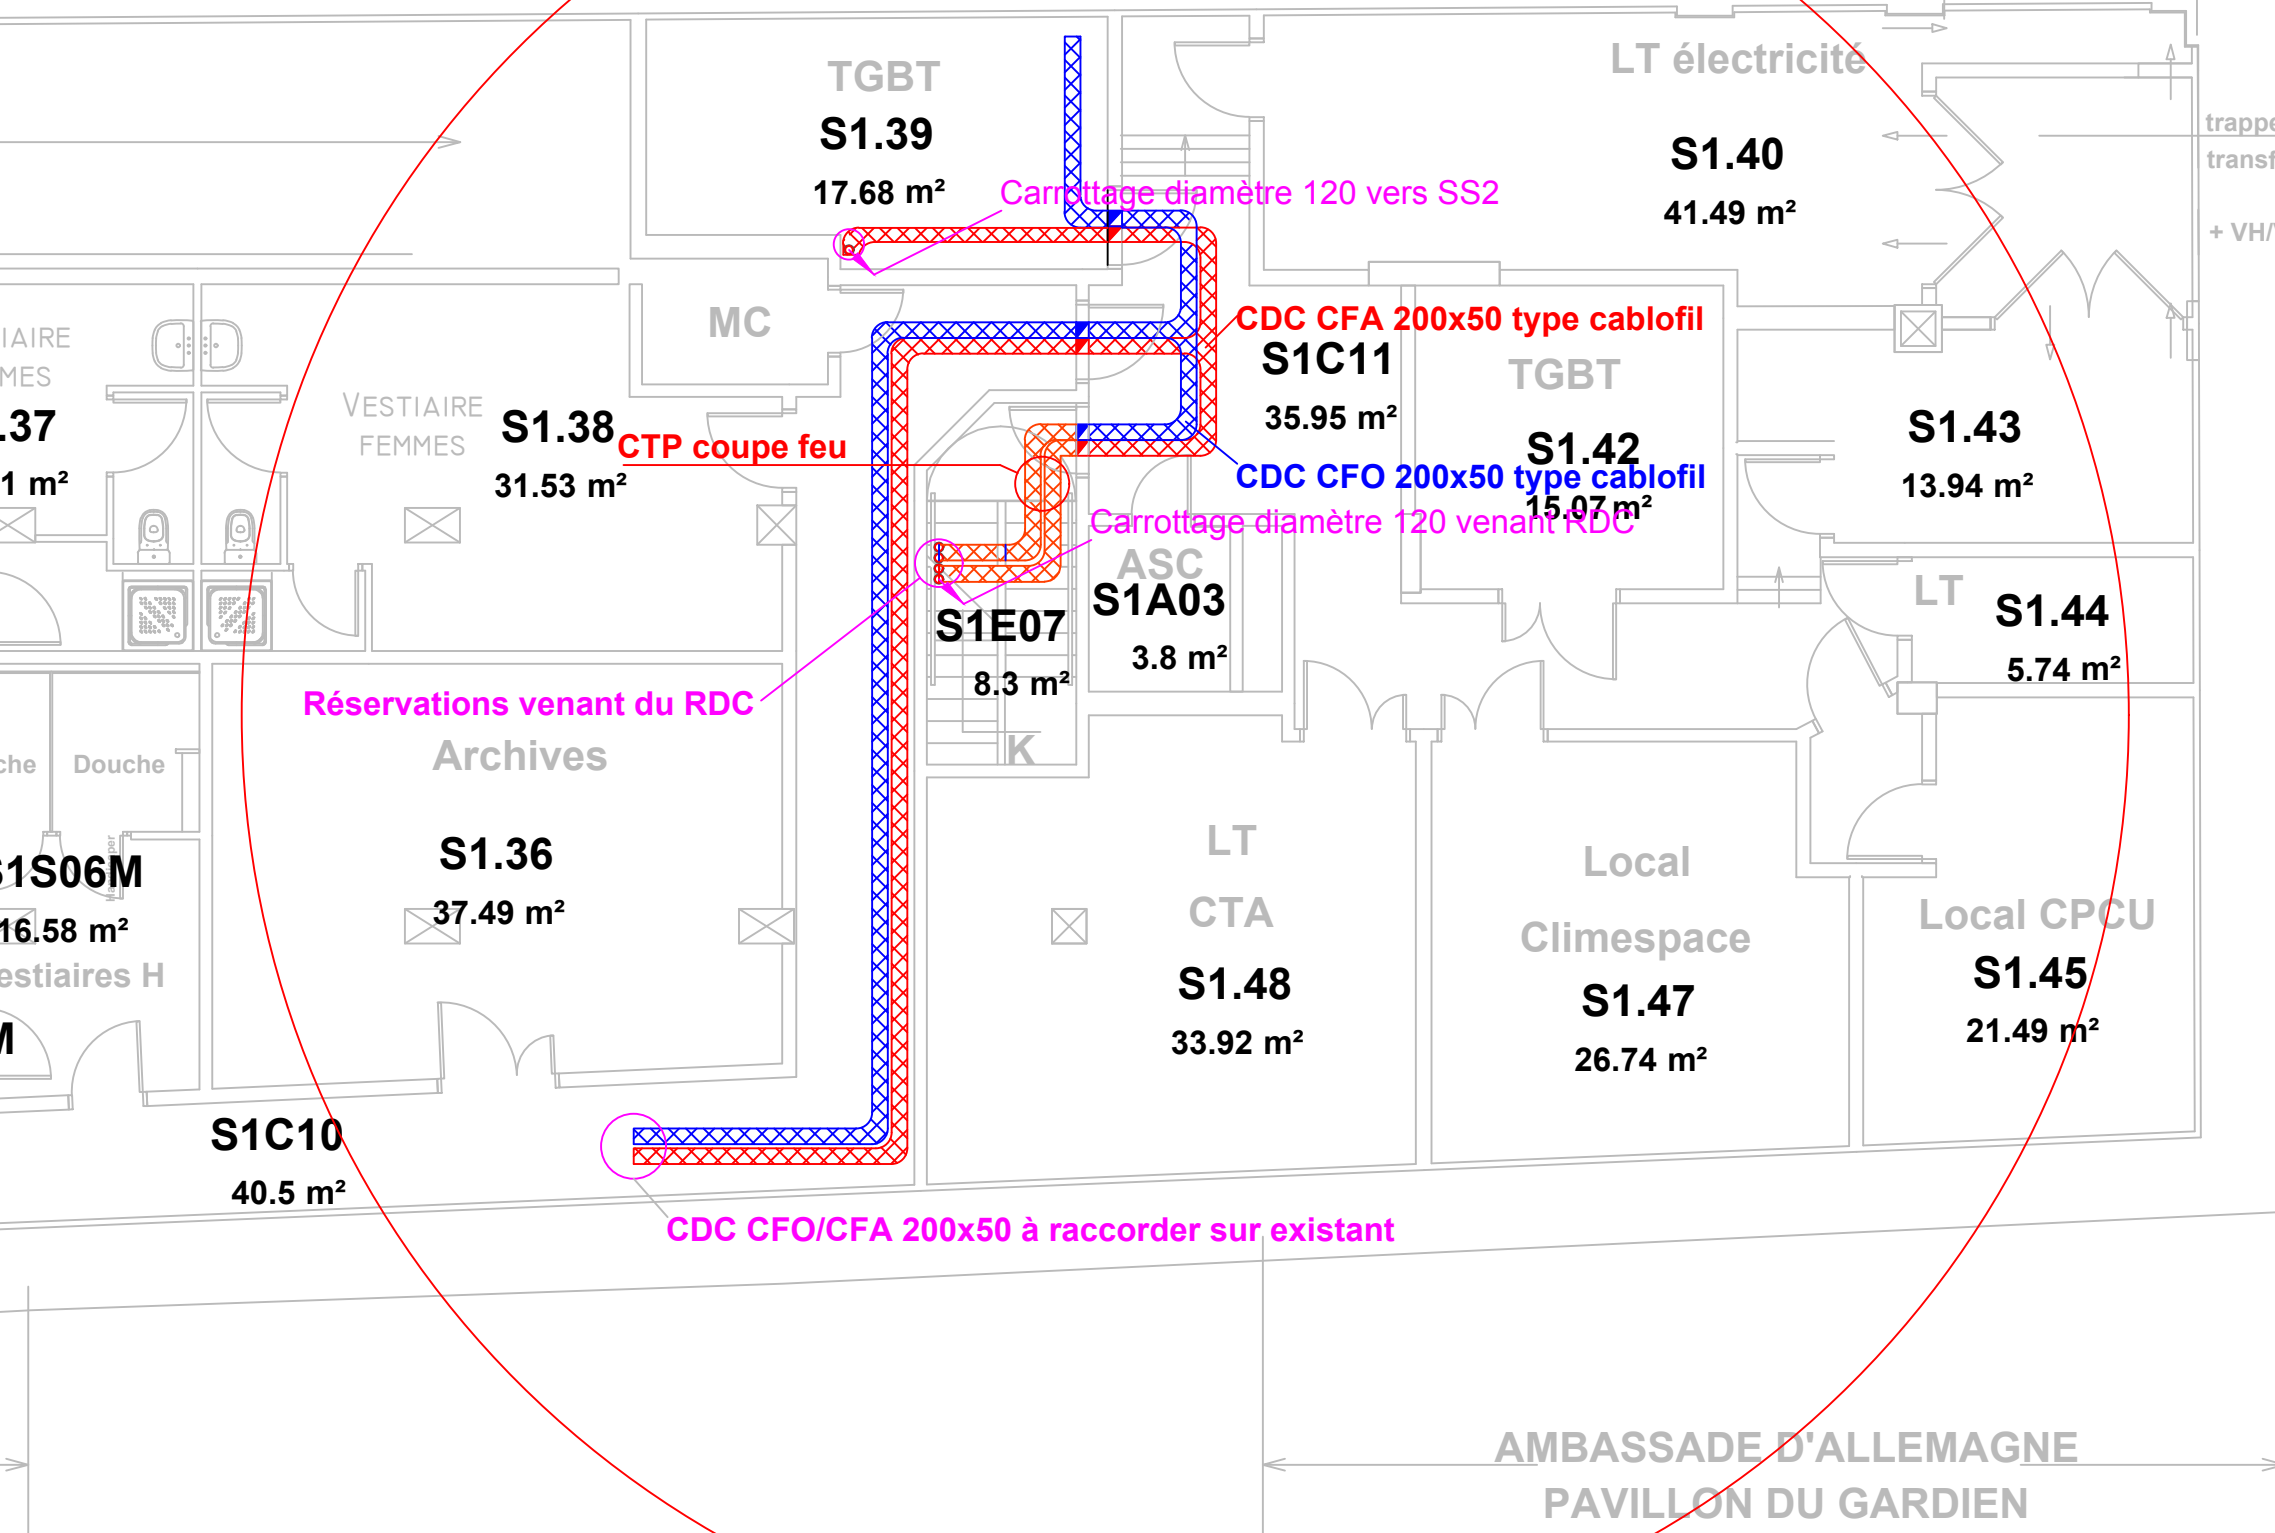 TGBT
S1.39
17.68 m²
LT électricité
S1.40
41.49 m²
Carrottage diamètre 120 vers SS2
+ VH/
MC
CDC CFA 200x50 type cablofil
S1C11
35.95 m²
TGBT
S1.42
15.07 m²
IAIRE
MES
.37
1 m²
VESTIAIRE
FEMMES
S1.38
31.53 m²
CTP coupe feu
CDC CFO 200x50 type cablofil
Carrottage diamètre 120 venant RDC
S1.43
13.94 m²
ASC
S1A03
3.8 m²
S1E07
8.3 m²
K
LT
S1.44
5.74 m²
Réservations venant du RDC
Archives
S1.36
37.49 m²
che
Douche
S1S06M
16.58 m²
estiaires H
M
LT
CTA
S1.48
33.92 m²
Local
Climespace
S1.47
26.74 m²
Local CPCU
S1.45
21.49 m²
S1C10
40.5 m²
CDC CFO/CFA 200x50 à raccorder sur existant
AMBASSADE D'ALLEMAGNE
PAVILLON DU GARDIEN
trappe
transf